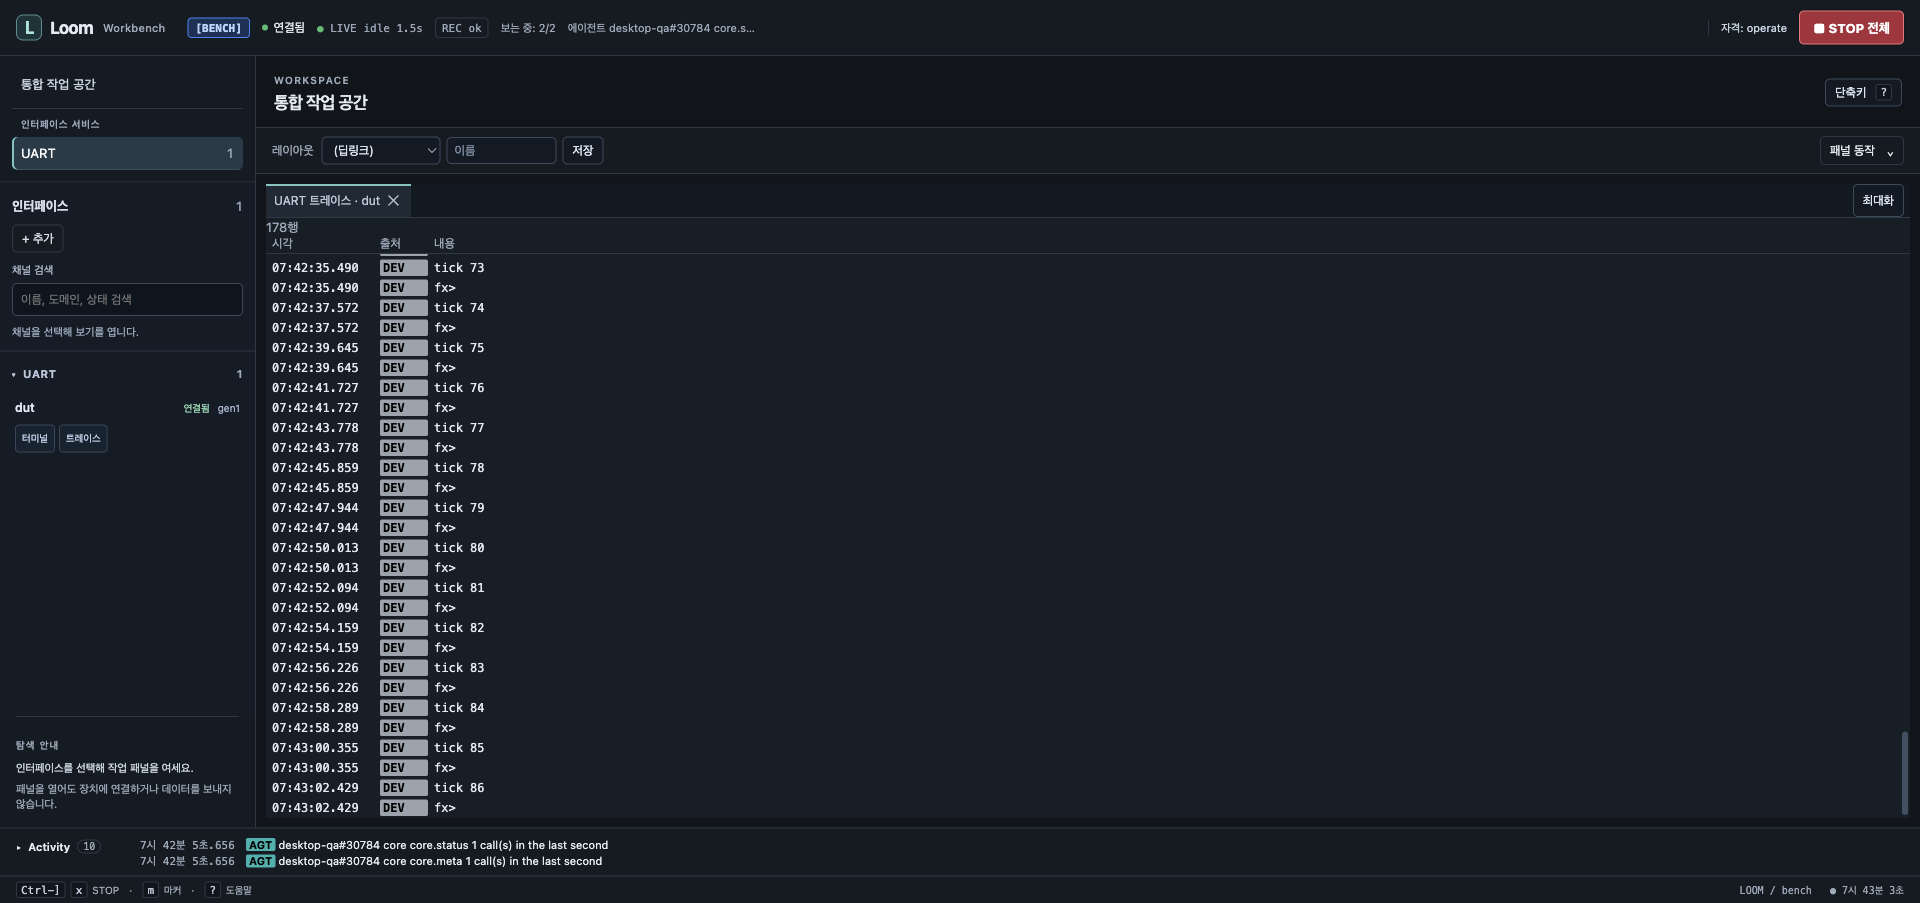 L Loom Workbench [BENCH] 연결됨 LIVE idle 1.5s REC ok 보는 중: 2/2 에이전트 desktop-qa#30784 core.s... 자격: operate STOP 전체
통합 작업 공간
인터페이스 서비스
UART 1
인터페이스 1
+ 추가
채널 검색
이름, 도메인, 상태 검색
채널을 선택해 보기를 엽니다.
UART 1
dut 연결됨 gen1
터미널 트레이스
탐색 안내
인터페이스를 선택해 작업 패널을 여세요.
패널을 열어도 장치에 연결하거나 데이터를 보내지
않습니다.
WORKSPACE
통합 작업 공간
단축키 ?
레이아웃 (딥링크) 이름 저장 패널 동작
UART 트레이스 · dut 최대화
178행
시각 출처 내용
07:42:35.490 DEV tick 73
07:42:35.490 DEV fx>
07:42:37.572 DEV tick 74
07:42:37.572 DEV fx>
07:42:39.645 DEV tick 75
07:42:39.645 DEV fx>
07:42:41.727 DEV tick 76
07:42:41.727 DEV fx>
07:42:43.778 DEV tick 77
07:42:43.778 DEV fx>
07:42:45.859 DEV tick 78
07:42:45.859 DEV fx>
07:42:47.944 DEV tick 79
07:42:47.944 DEV fx>
07:42:50.013 DEV tick 80
07:42:50.013 DEV fx>
07:42:52.094 DEV tick 81
07:42:52.094 DEV fx>
07:42:54.159 DEV tick 82
07:42:54.159 DEV fx>
07:42:56.226 DEV tick 83
07:42:56.226 DEV fx>
07:42:58.289 DEV tick 84
07:42:58.289 DEV fx>
07:43:00.355 DEV tick 85
07:43:00.355 DEV fx>
07:43:02.429 DEV tick 86
07:43:02.429 DEV fx>
Activity 10 7시 42분 5초.656 AGT desktop-qa#30784 core core.status 1 call(s) in the last second
7시 42분 5초.656 AGT desktop-qa#30784 core core.meta 1 call(s) in the last second
Ctrl-] x STOP · m 마커 · ? 도움말 LOOM / bench 7시 43분 3초